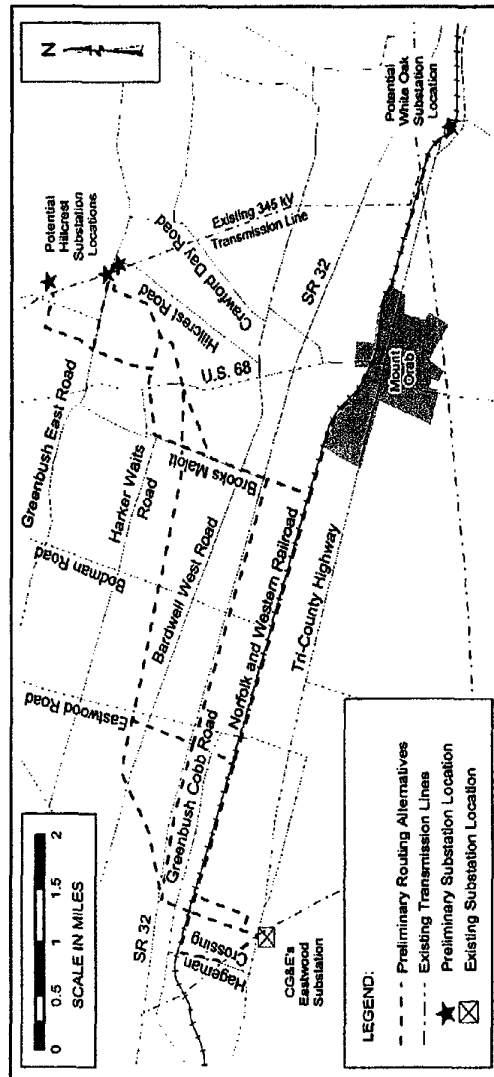 N
Potential
Hillcrest
Substation
Locations
Greenbush East Road
Harker Waits
Road
Bodman Road
Eastwood Road
Brooks Malott
Hillcrest Road
Crawford Day Road
Existing 345 kV
Transmission Line
U.S. 68
SR 32
Bardwell West Road
Greenbush Cobb Road
Norfolk and Western Railroad
Tri-County Highway
Mount
Orab
Potential
White Oak
Substation
Location
SR 32
Hageman
Crossing
CG&E's
Eastwood
Substation
0 0.5 1 1.5 2
SCALE IN MILES
LEGEND:
Preliminary Routing Alternatives
Existing Transmission Lines
Preliminary Substation Location
Existing Substation Location